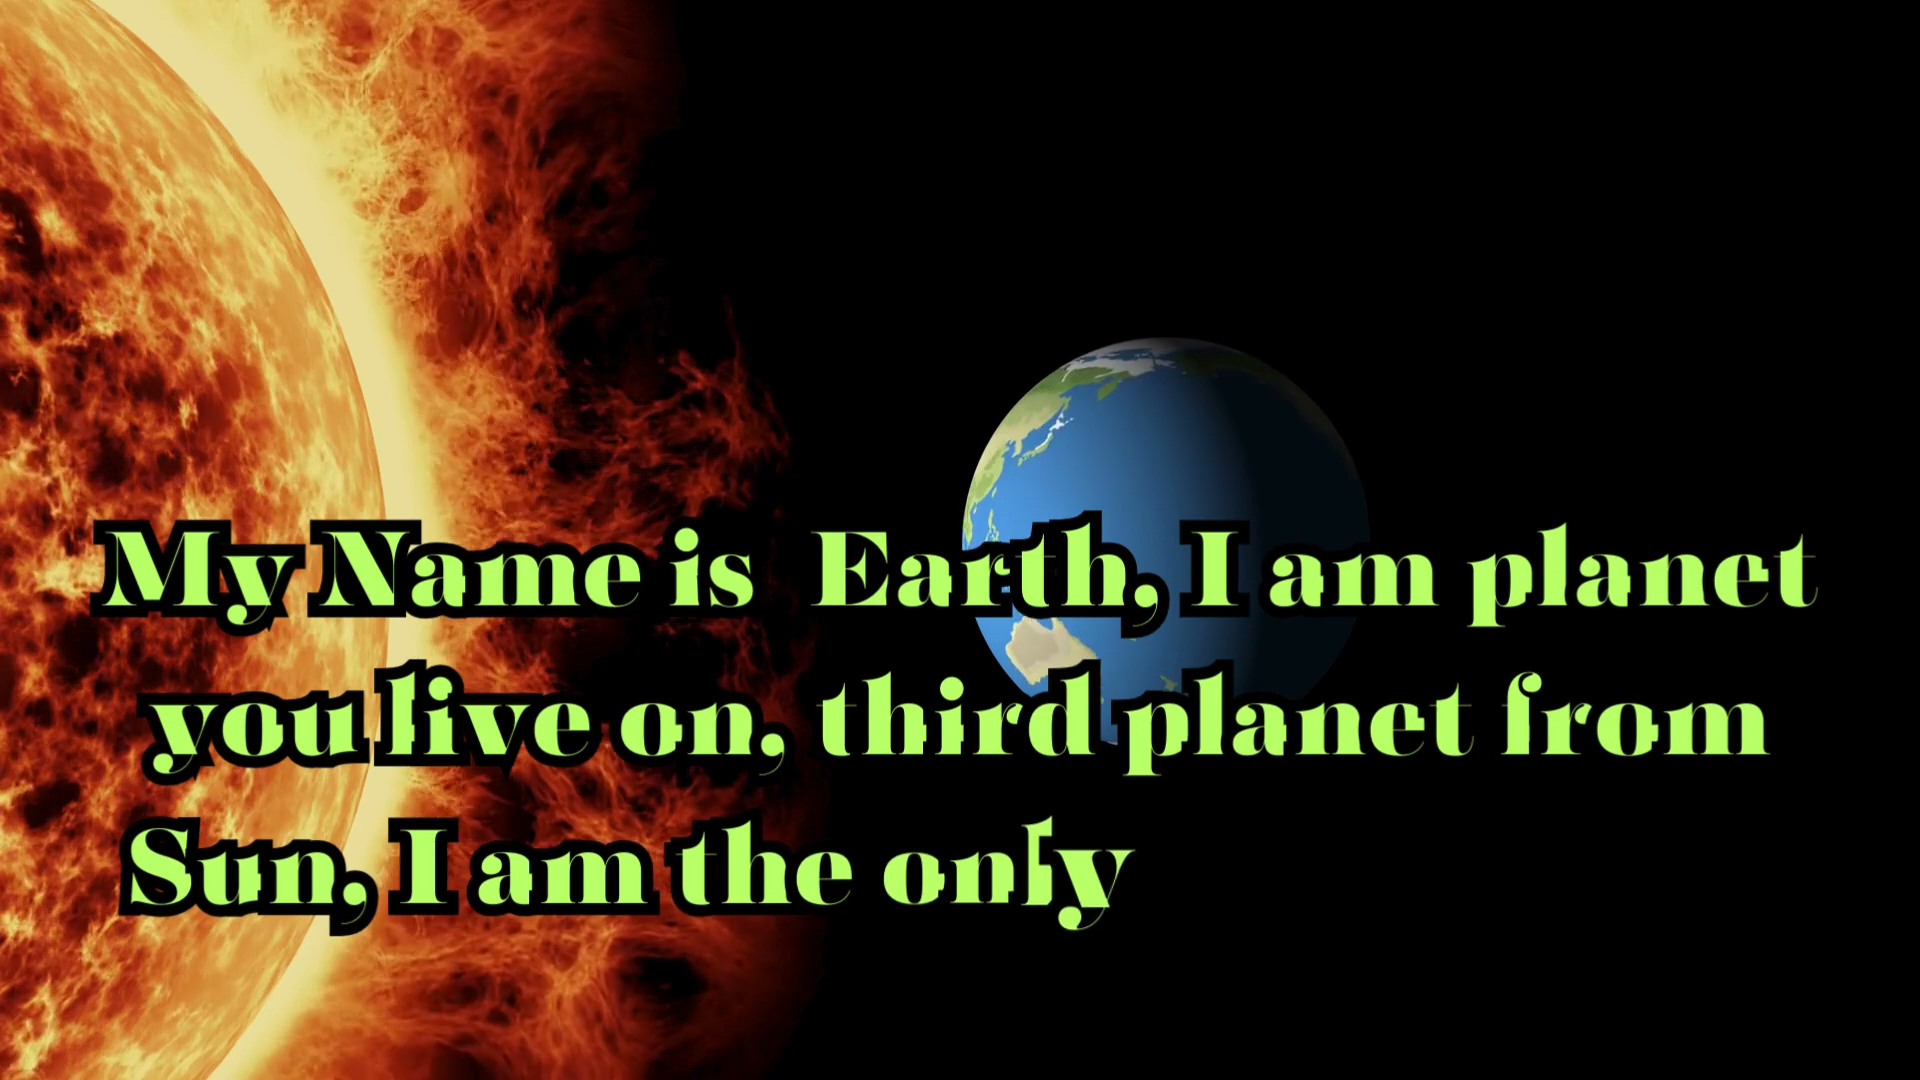 My Name is Earth, I am planet
you live on, third planet from
Sun, I am the only